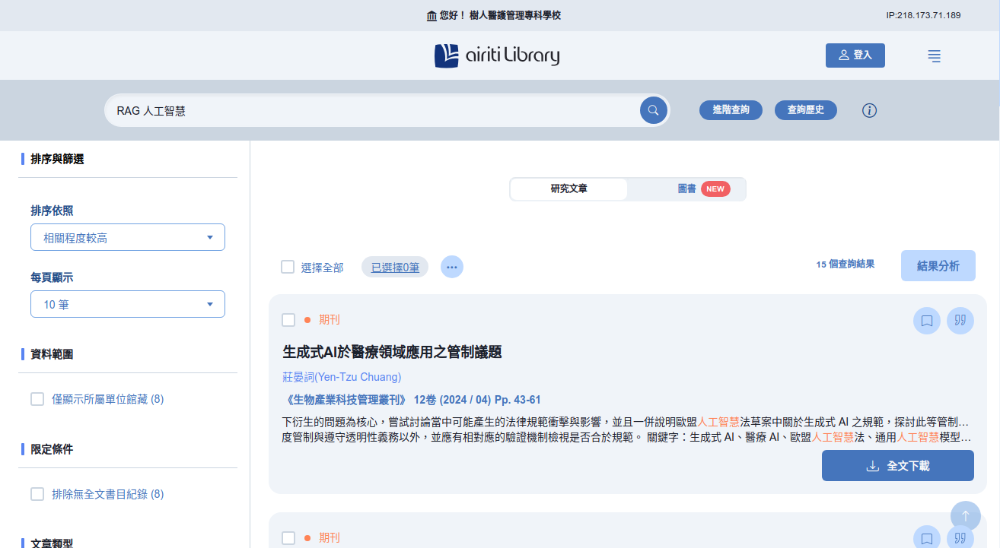 您好！ 樹人醫護管理專科學校
IP:218.173.71.189
airiti Library
登入
RAG 人工智慧
進階查詢
查詢歷史
排序與篩選
研究文章
圖書 NEW
排序依照
相關程度較高
選擇全部
已選擇0筆
15 個查詢結果
結果分析
每頁顯示
10 筆
期刊
生成式AI於醫療領域應用之管制議題
莊晏詞(Yen-Tzu Chuang)
《生物產業科技管理叢刊》 12卷 (2024 / 04) Pp. 43-61
下衍生的問題為核心，嘗試討論當中可能產生的法律規範衝擊與影響，並且一併說明歐盟人工智慧法草案中關於生成式 AI 之規範，探討此等管制…
度管制與遵守透明性義務以外，並應有相對應的驗證機制檢視是否合於規範。 關鍵字：生成式 AI、醫療 AI、歐盟人工智慧法、通用人工智慧模型…
全文下載
資料範圍
僅顯示所屬單位館藏 (8)
限定條件
排除無全文書目紀錄 (8)
文章類型
期刊